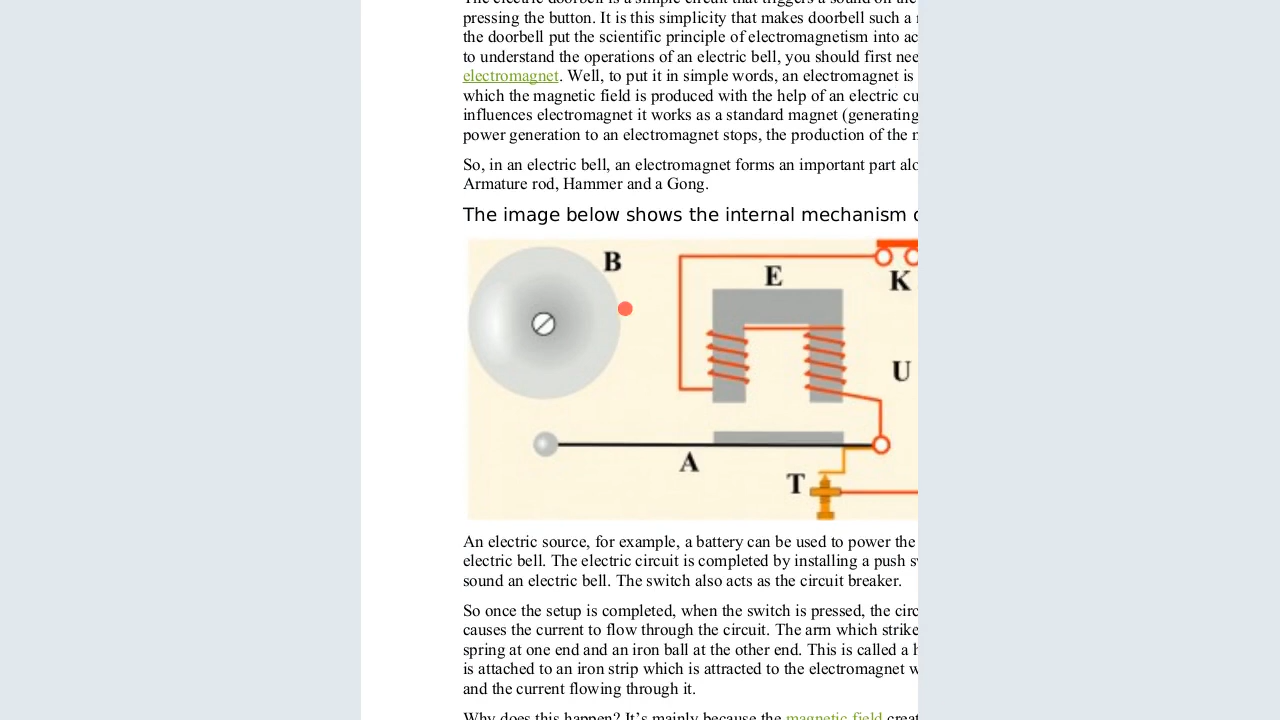 pressing the button. It is this simplicity that makes doorbell such a
the doorbell put the scientific principle of electromagnetism into ac
to understand the operations of an electric bell, you should first nee
electromagnet. Well, to put it in simple words, an electromagnet is
which the magnetic field is produced with the help of an electric cu
influences electromagnet it works as a standard magnet (generating
power generation to an electromagnet stops, the production of the
So, in an electric bell, an electromagnet forms an important part alo
Armature rod, Hammer and a Gong.
The image below shows the internal mechanism
B
E
K
U
A
T
An electric source, for example, a battery can be used to power the
electric bell. The electric circuit is completed by installing a push
sound an electric bell. The switch also acts as the circuit breaker.
So once the setup is completed, when the switch is pressed, the circ
causes the current to flow through the circuit. The arm which strike
spring at one end and an iron ball at the other end. This is called a
is attached to an iron strip which is attracted to the electromagnet
and the current flowing through it.
Why does this happen? It’s mainly because the magnetic field creat